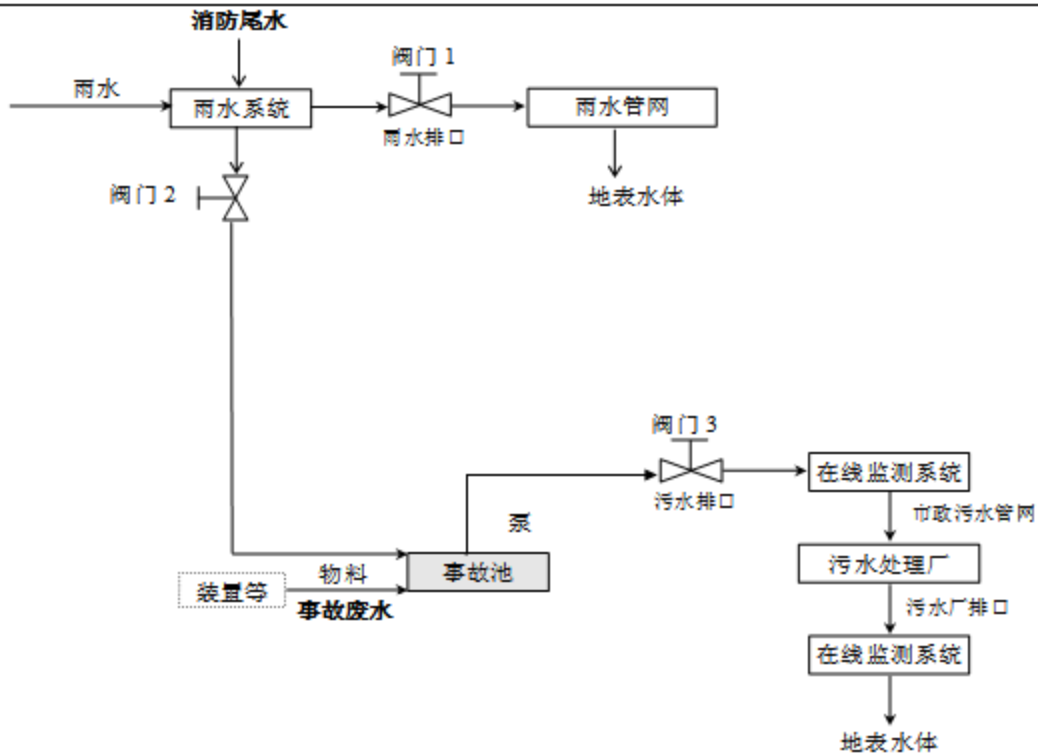 消防尾水
阀门 1
雨水
雨水系统
雨水管网
雨水排口
阀门 2
地表水体
阀门 3
在线监测系统
污水排口
市政污水管网
泵
污水处理厂
物料
事故池
装置等
事故废水
污水厂排口
在线监测系统
地表水体